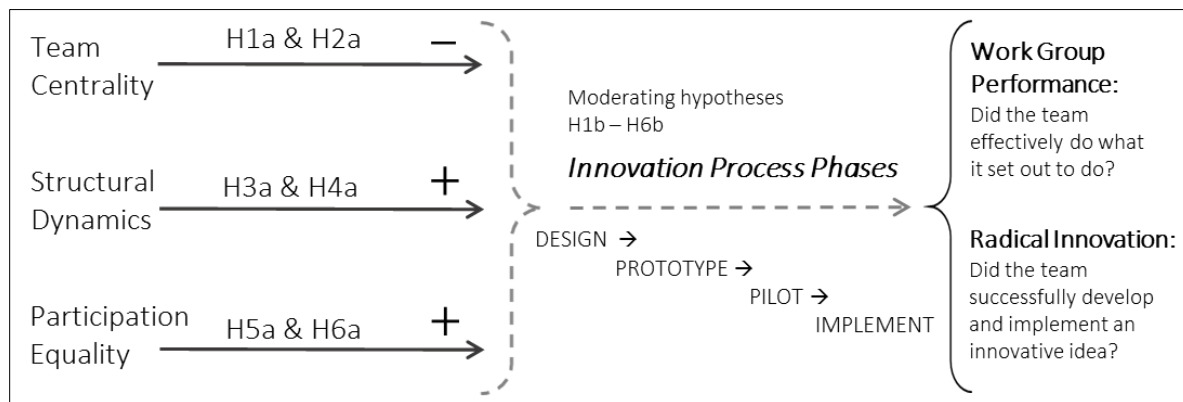 Team
Centrality
H1a & H2a
−
Structural
Dynamics
H3a & H4a
+
Participation
Equality
H5a & H6a
+
Moderating hypotheses
H1b – H6b
Innovation Process Phases
DESIGN →
PROTOTYPE →
PILOT →
IMPLEMENT
Work Group
Performance:
Did the team
effectively do what
it set out to do?
Radical Innovation:
Did the team
successfully develop
and implement an
innovative idea?